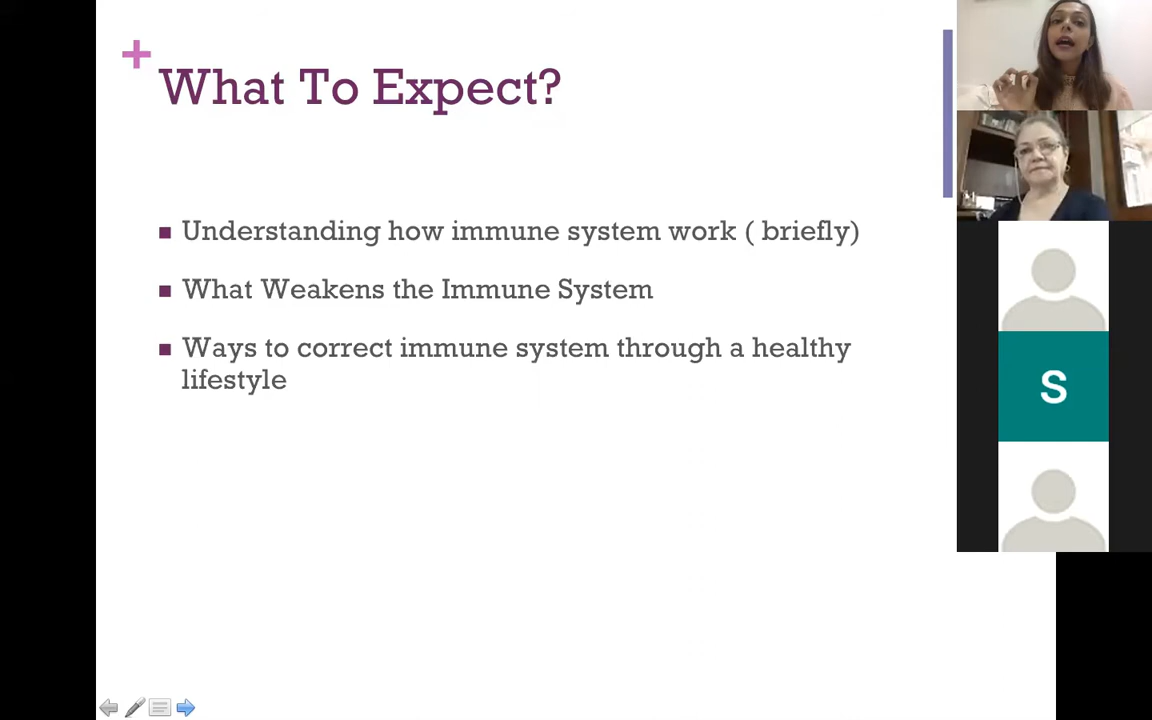 +
What To Expect?
Understanding how immune system work ( briefly)
What Weakens the Immune System
Ways to correct immune system through a healthy
lifestyle
S